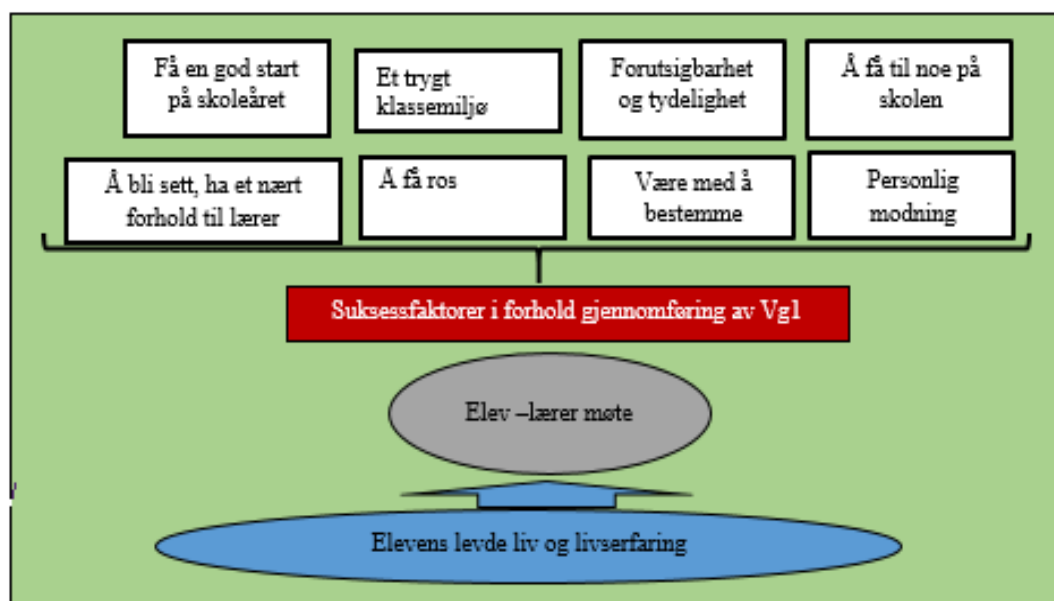 Få en god start
på skoleåret
Et trygt
klassemiljø
Forutsigbarhet
og tydelighet
Å få til noe på
skolen
Å bli sett, ha et nært
forhold til lærer
Å få ros
Være med å
bestemme
Personlig
modning
Suksessfaktorer i forhold gjennomføring av Vg1
Elev –lærer møte
Elevens levde liv og livserfaring